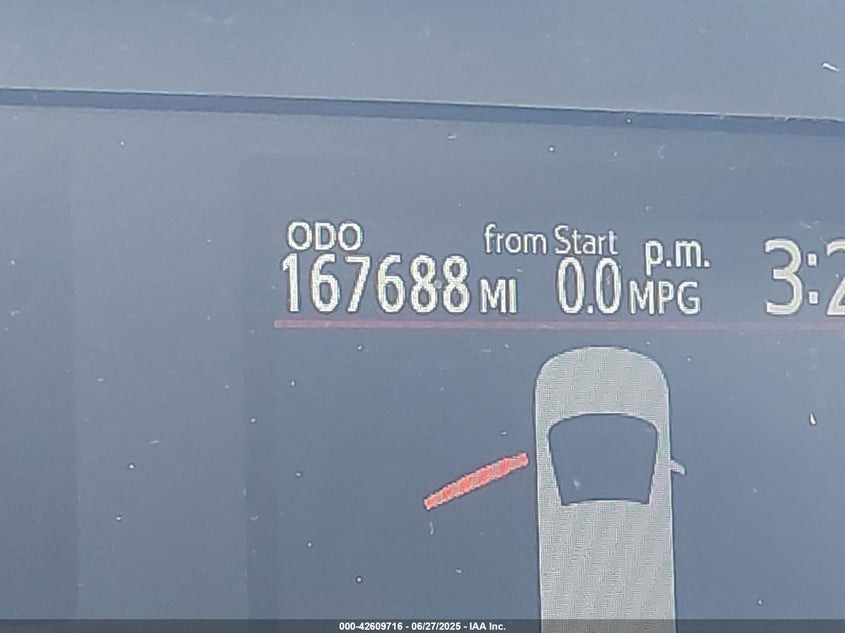 ODO from Start p.m. 3:2
167688 MI 0.0 MPG
000-42609716 - 06/27/2025 - IAA Inc.